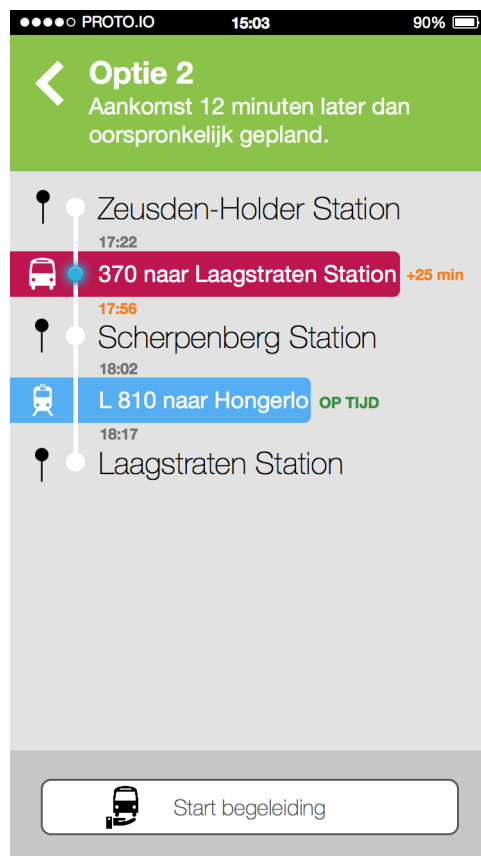 PROTO.IO 15:03 90%
Optie 2
Aankomst 12 minuten later dan
oorspronkelijk gepland.
Zeusden-Holder Station
17:22
370 naar Laagstraten Station +25 min
17:56
Scherpenberg Station
18:02
L 810 naar Hongerlo OP TIJD
18:17
Laagstraten Station
Start begeleiding